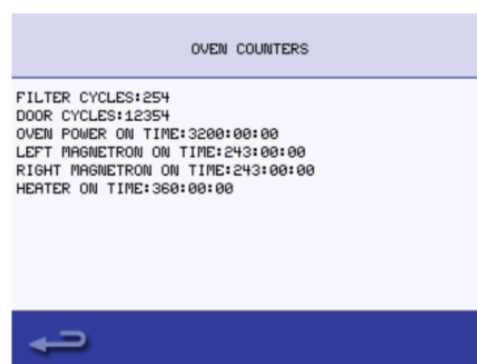 OVEN COUNTERS
FILTER CYCLES:254
DOOR CYCLES:12354
OVEN POWER ON TIME:3200:00:00
LEFT MAGNETRON ON TIME:243:00:00
RIGHT MAGNETRON ON TIME:243:00:00
HEATER ON TIME:360:00:00